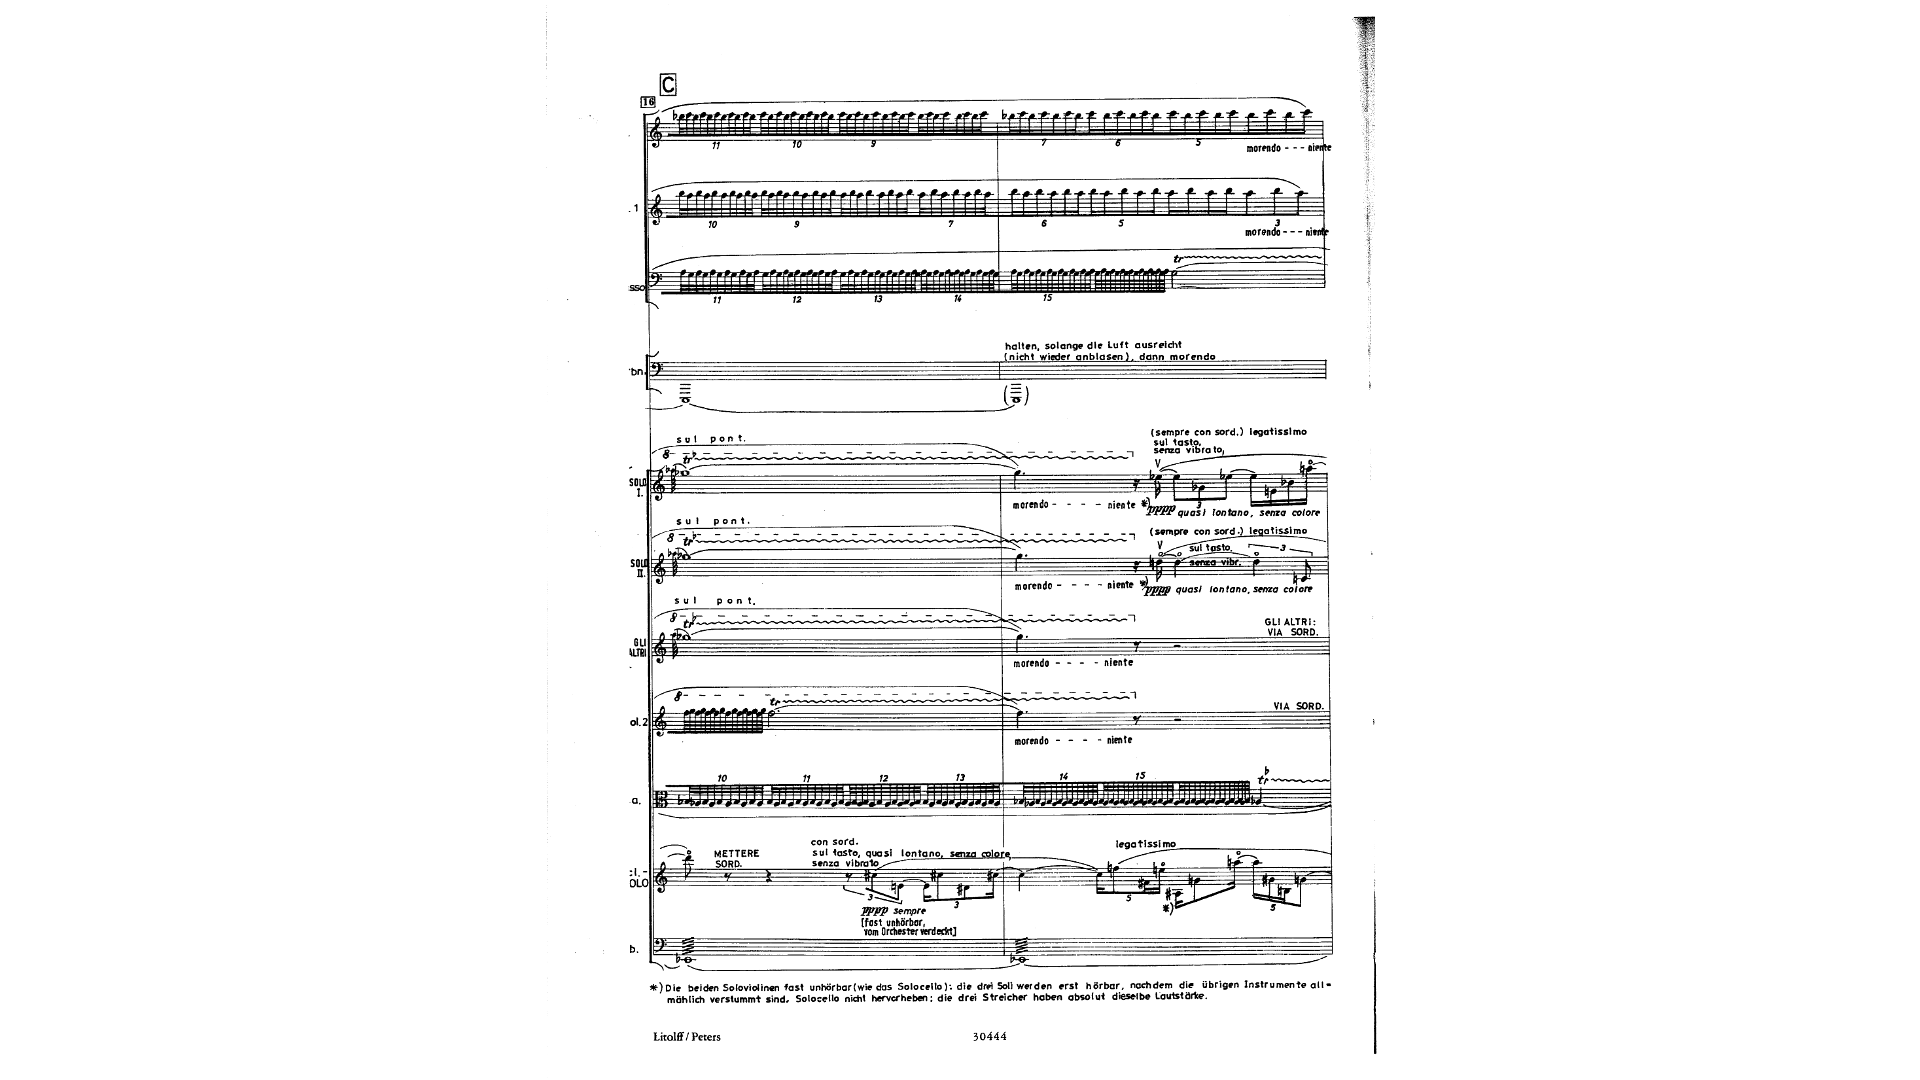 C
16
11 10 9 7 6 5
morendo - - - niente
. 1
10 9 7 6 5 3
morendo - - - niente
tr
sso
11 12 13 14 15
halten, solange die Luft ausreicht
(nicht wieder anblasen), dann morendo
bn.
(sempre con sord.) legatissimo
sul pont.
sul tasto,
senza vibrato,
8 tr
SOLO
I.
3
morendo - - - - niente *) pppp quasi lontano, senza colore
sul pont.
(sempre con sord.) legatissimo
8 tr
sul tasto, 3
SOLO
II.
senza vibr.
morendo - - - - niente *) pppp quasi lontano, senza colore
sul pont.
8 tr
GLI ALTRI:
VIA SORD.
GLI
ALTRI
morendo - - - - niente
8 tr
VIA SORD.
ol.2
morendo - - - - niente
10 11 12 13 14 15
tr
a.
con sord.
legatissimo
METTERE
SORD.
sul tasto, quasi lontano, senza colore,
senza vibrato
l. -
OLO
3 3 5 5
*)
pppp sempre
[fast unhörbar,
vom Orchester verdeckt]
b.
*) Die beiden Soloviolinen fast unhörbar (wie das Solocello): die drei Soli werden erst hörbar, nachdem die übrigen Instrumente all-
mählich verstummt sind. Solocello nicht hervorheben: die drei Streicher haben absolut dieselbe Lautstärke.
Litolff / Peters
30444